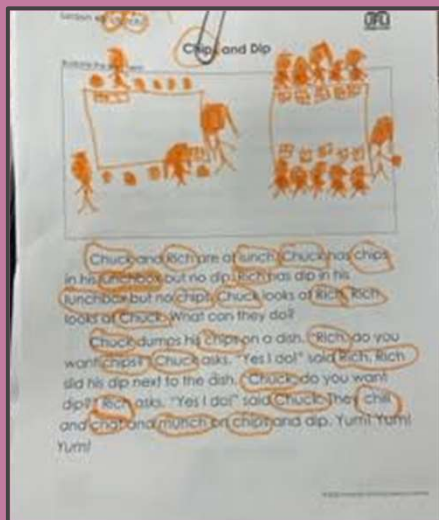 Chips and Dip
Chuck and Rich are at lunch. Chuck has chips
in his lunchbox but no dip. Rich has dip in his
lunchbox but no chips. Chuck looks at Rich. Rich
looks at Chuck. What can they do?
Chuck dumps his chips on a dish. "Rich, do you
want chips?" Chuck asks. "Yes I do!" said Rich. Rich
slid his dip next to the dish. "Chuck, do you want
dip?" Rich asks. "Yes I do!" said Chuck. They chill
and chat and munch on chips and dip. Yum! Yum!
Yum!